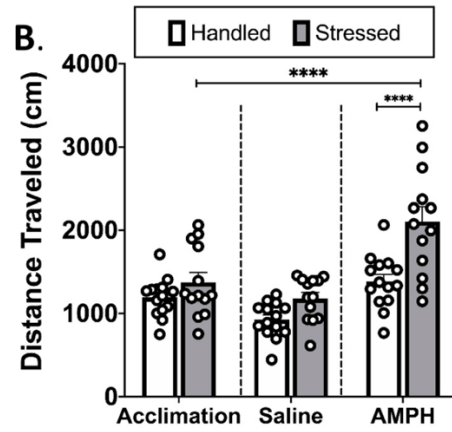 B.
Handled Stressed
Distance Traveled (cm)
4000
3000
2000
1000
0
****
****
Acclimation Saline AMPH